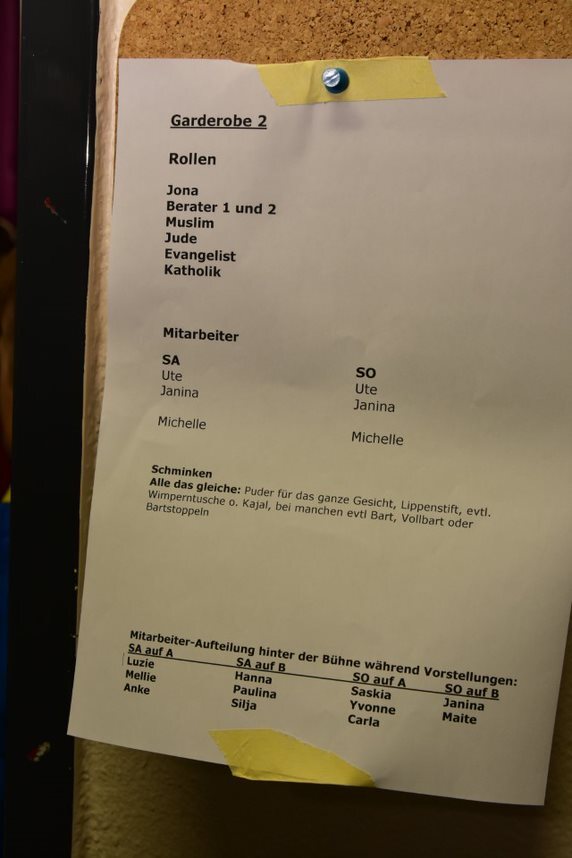 Garderobe 2
Rollen
Jona
Berater 1 und 2
Muslim
Jude
Evangelist
Katholik
Mitarbeiter
SA
Ute
Janina
Michelle
SO
Ute
Janina
Michelle
Schminken
Alle das gleiche: Puder für das ganze Gesicht, Lippenstift, evtl.
Wimperntusche o. Kajal, bei manchen evtl Bart, Vollbart oder
Bartstoppeln
Mitarbeiter-Aufteilung hinter der Bühne während Vorstellungen:
SA auf A SA auf B SO auf A SO auf B
Luzie Hanna Saskia Janina
Mellie Paulina Yvonne Maite
Anke Silja Carla